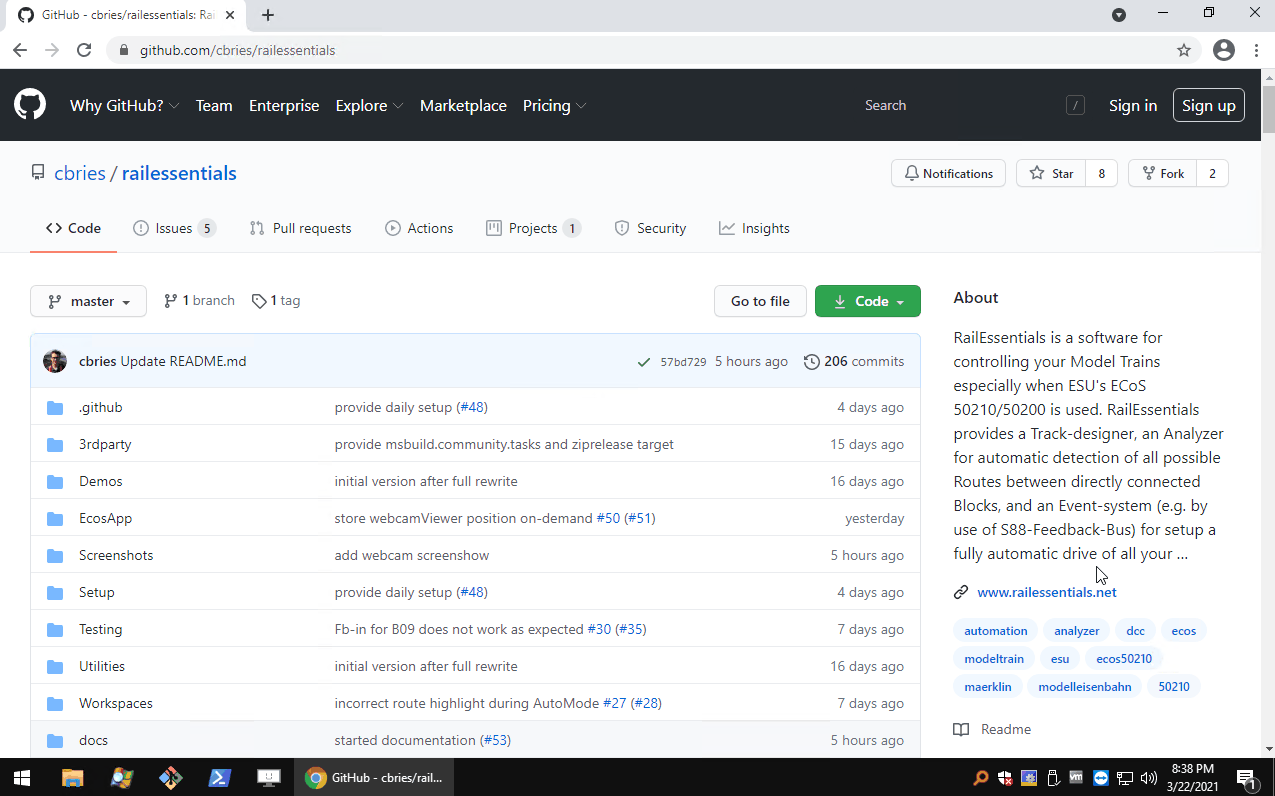 GitHub - cbries/railessentials: Rai
github.com/cbries/railessentials
Why GitHub? Team Enterprise Explore Marketplace Pricing Search / Sign in Sign up
cbries / railessentials Notifications Star 8 Fork 2
Code Issues 5 Pull requests Actions Projects 1 Security Insights
master 1 branch 1 tag Go to file Code
cbries Update README.md 57bd729 5 hours ago 206 commits
.github provide daily setup (#48) 4 days ago
3rdparty provide msbuild.community.tasks and ziprelease target 15 days ago
Demos initial version after full rewrite 16 days ago
EcosApp store webcamViewer position on-demand #50 (#51) yesterday
Screenshots add webcam screenshow 5 hours ago
Setup provide daily setup (#48) 4 days ago
Testing Fb-in for B09 does not work as expected #30 (#35) 7 days ago
Utilities initial version after full rewrite 16 days ago
Workspaces incorrect route highlight during AutoMode #27 (#28) 7 days ago
docs started documentation (#53) 5 hours ago
About
RailEssentials is a software for
controlling your Model Trains
especially when ESU's ECoS
50210/50200 is used. RailEssentials
provides a Track-designer, an Analyzer
for automatic detection of all possible
Routes between directly connected
Blocks, and an Event-system (e.g. by
use of S88-Feedback-Bus) for setup a
fully automatic drive of all your ...
www.railessentials.net
automation analyzer dcc ecos
modeltrain esu ecos50210
maerklin modelleisenbahn 50210
Readme
GitHub - cbries/rail...
8:38 PM
3/22/2021
1